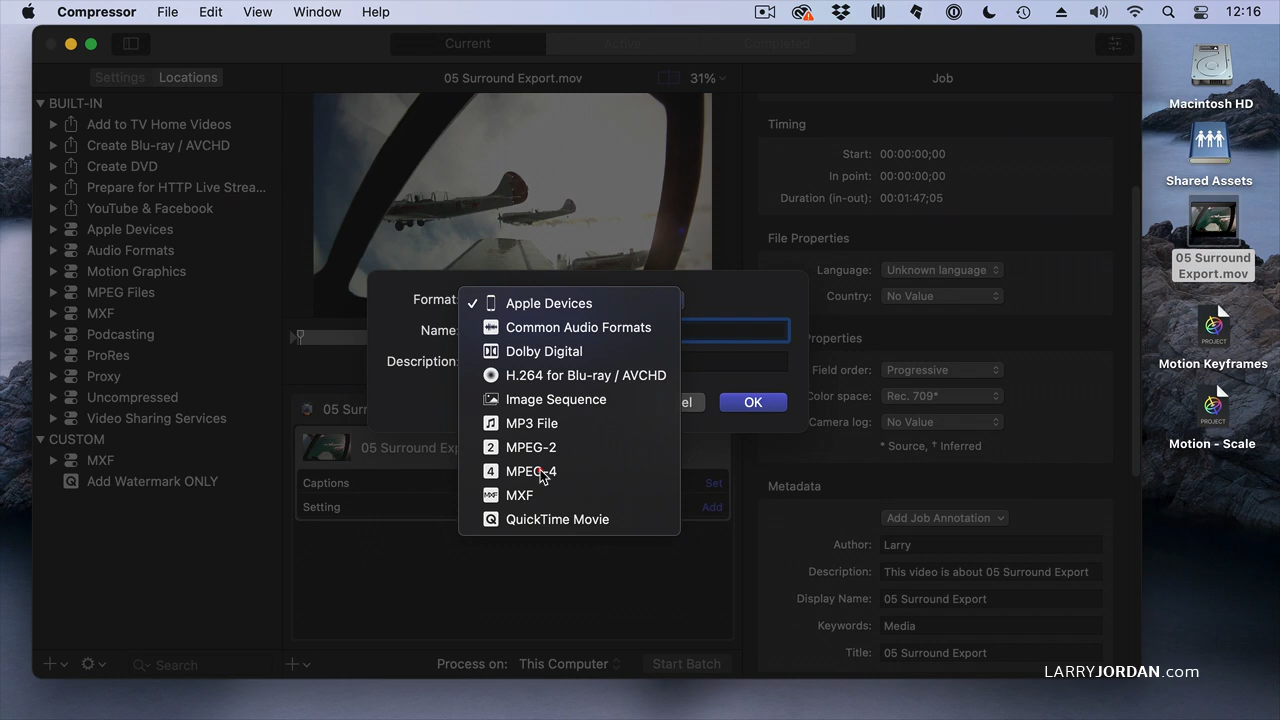 Compressor File Edit View Window Help 12:16
Current Active Completed
Settings Locations
05 Surround Export.mov 31%
Job
BUILT-IN
Add to TV Home Videos
Create Blu-ray / AVCHD
Create DVD
Prepare for HTTP Live Strea...
YouTube & Facebook
Apple Devices
Audio Formats
Motion Graphics
MPEG Files
MXF
Podcasting
ProRes
Proxy
Uncompressed
Video Sharing Services
CUSTOM
MXF
Add Watermark ONLY
Search
Format:
Name:
Description:
Apple Devices
Common Audio Formats
Dolby Digital
H.264 for Blu-ray / AVCHD
Image Sequence
MP3 File
MPEG-2
MPEG-4
MXF
QuickTime Movie
OK
05 Surround Expo
Captions Set
Setting Add
Process on: This Computer Start Batch
Timing
Start: 00:00:00;00
In point: 00:00:00;00
Duration (in-out): 00:01:47;05
File Properties
Language: Unknown language
Country: No Value
Properties
Field order: Progressive
Color space: Rec. 709*
Camera log: No Value
* Source, † Inferred
Metadata
Add Job Annotation
Author: Larry
Description: This video is about 05 Surround Export
Display Name: 05 Surround Export
Keywords: Media
Title: 05 Surround Export
Macintosh HD
Shared Assets
05 Surround
Export.mov
PROJECT
Motion Keyframes
PROJECT
Motion - Scale
LARRYJORDAN.com